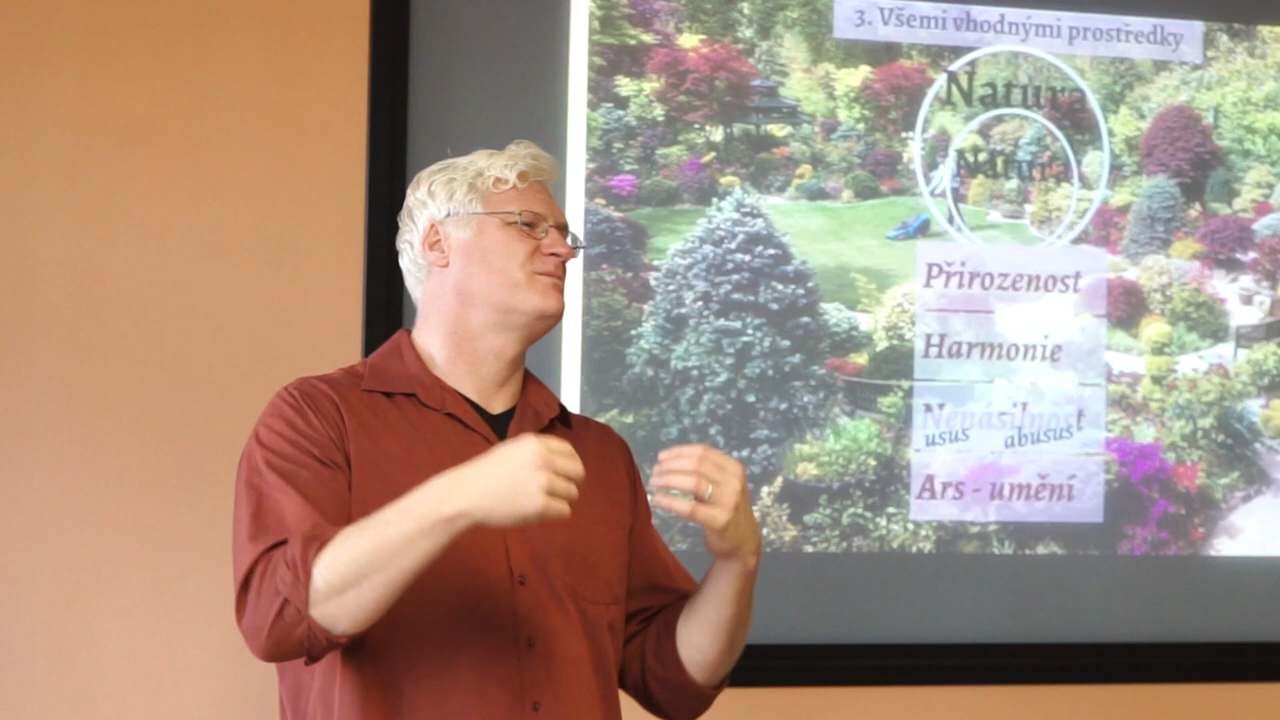 3. Všemi vhodnými prostředky
Natura
Natura
Přirozenost
Harmonie
Nenásilnost
usus abusus
Ars - umění